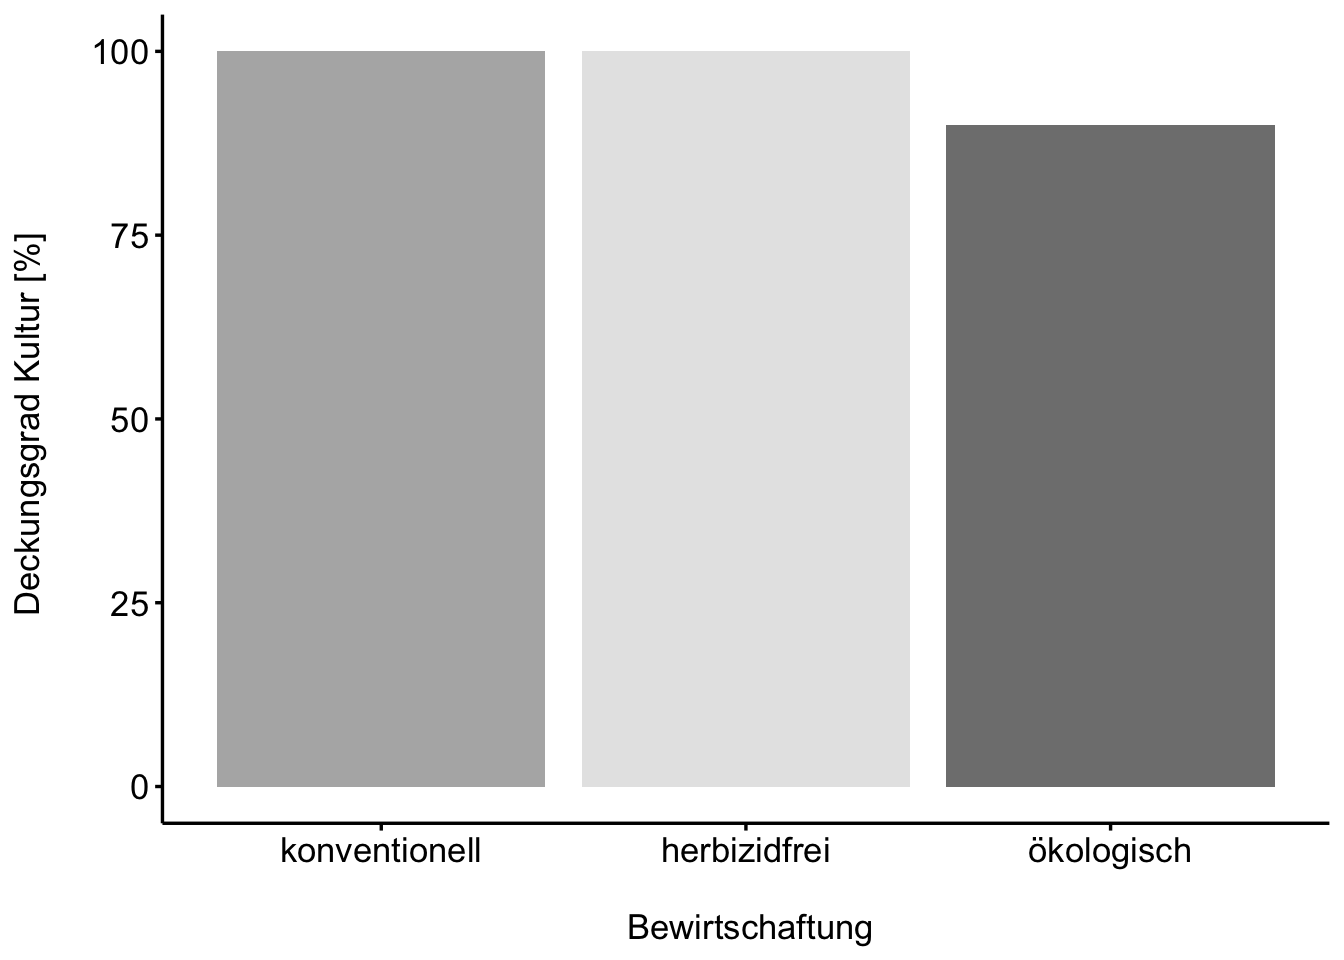 Deckungsgrad Kultur [%]
100
75
50
25
0
konventionell herbizidfrei ökologisch
Bewirtschaftung